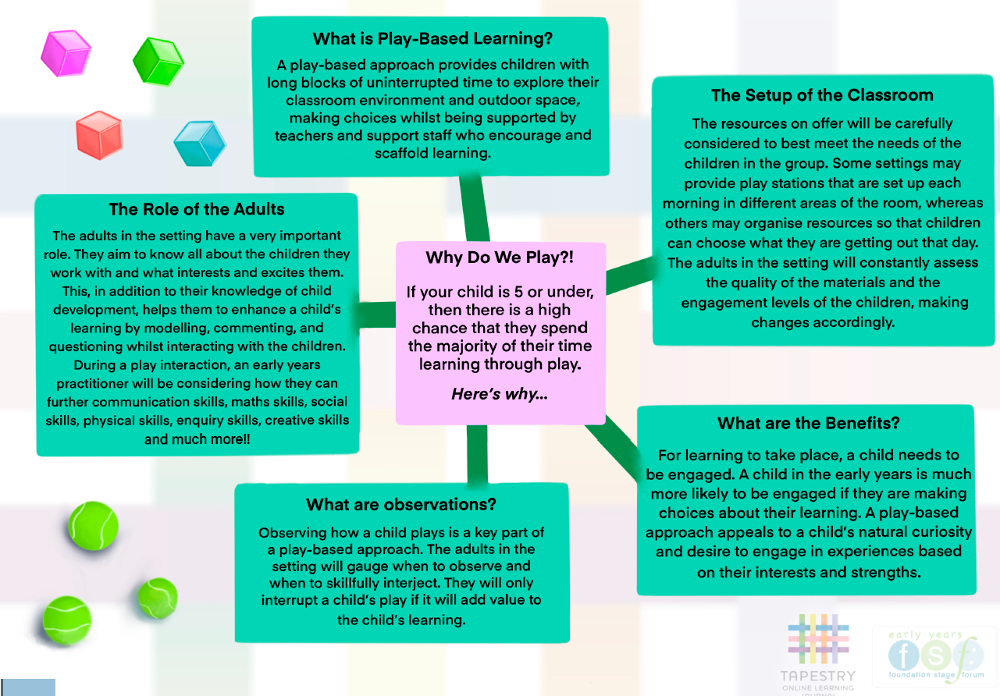 What is Play-Based Learning?
A play-based approach provides children with
long blocks of uninterrupted time to explore their
classroom environment and outdoor space,
making choices whilst being supported by
teachers and support staff who encourage and
scaffold learning.
The Setup of the Classroom
The resources on offer will be carefully
considered to best meet the needs of the
children in the group. Some settings may
provide play stations that are set up each
morning in different areas of the room, whereas
others may organise resources so that children
can choose what they are getting out that day.
The adults in the setting will constantly assess
the quality of the materials and the
engagement levels of the children, making
changes accordingly.
The Role of the Adults
The adults in the setting have a very important
role. They aim to know all about the children they
work with and what interests and excites them.
This, in addition to their knowledge of child
development, helps them to enhance a child's
learning by modelling, commenting, and
questioning whilst interacting with the children.
During a play interaction, an early years
practitioner will be considering how they can
further communication skills, maths skills, social
skills, physical skills, enquiry skills, creative skills
and much more!!
Why Do We Play?!
If your child is 5 or under,
then there is a high
chance that they spend
the majority of their time
learning through play.
Here's why...
What are the Benefits?
For learning to take place, a child needs to
be engaged. A child in the early years is much
more likely to be engaged if they are making
choices about their learning. A play-based
approach appeals to a child's natural curiosity
and desire to engage in experiences based
on their interests and strengths.
What are observations?
Observing how a child plays is a key part of
a play-based approach. The adults in the
setting will gauge when to observe and
when to skillfully interject. They will only
interrupt a child's play if it will add value to
the child's learning.
TAPESTRY
ONLINE LEARNING
JOURNAL
early years
fsf:
foundation stage forum